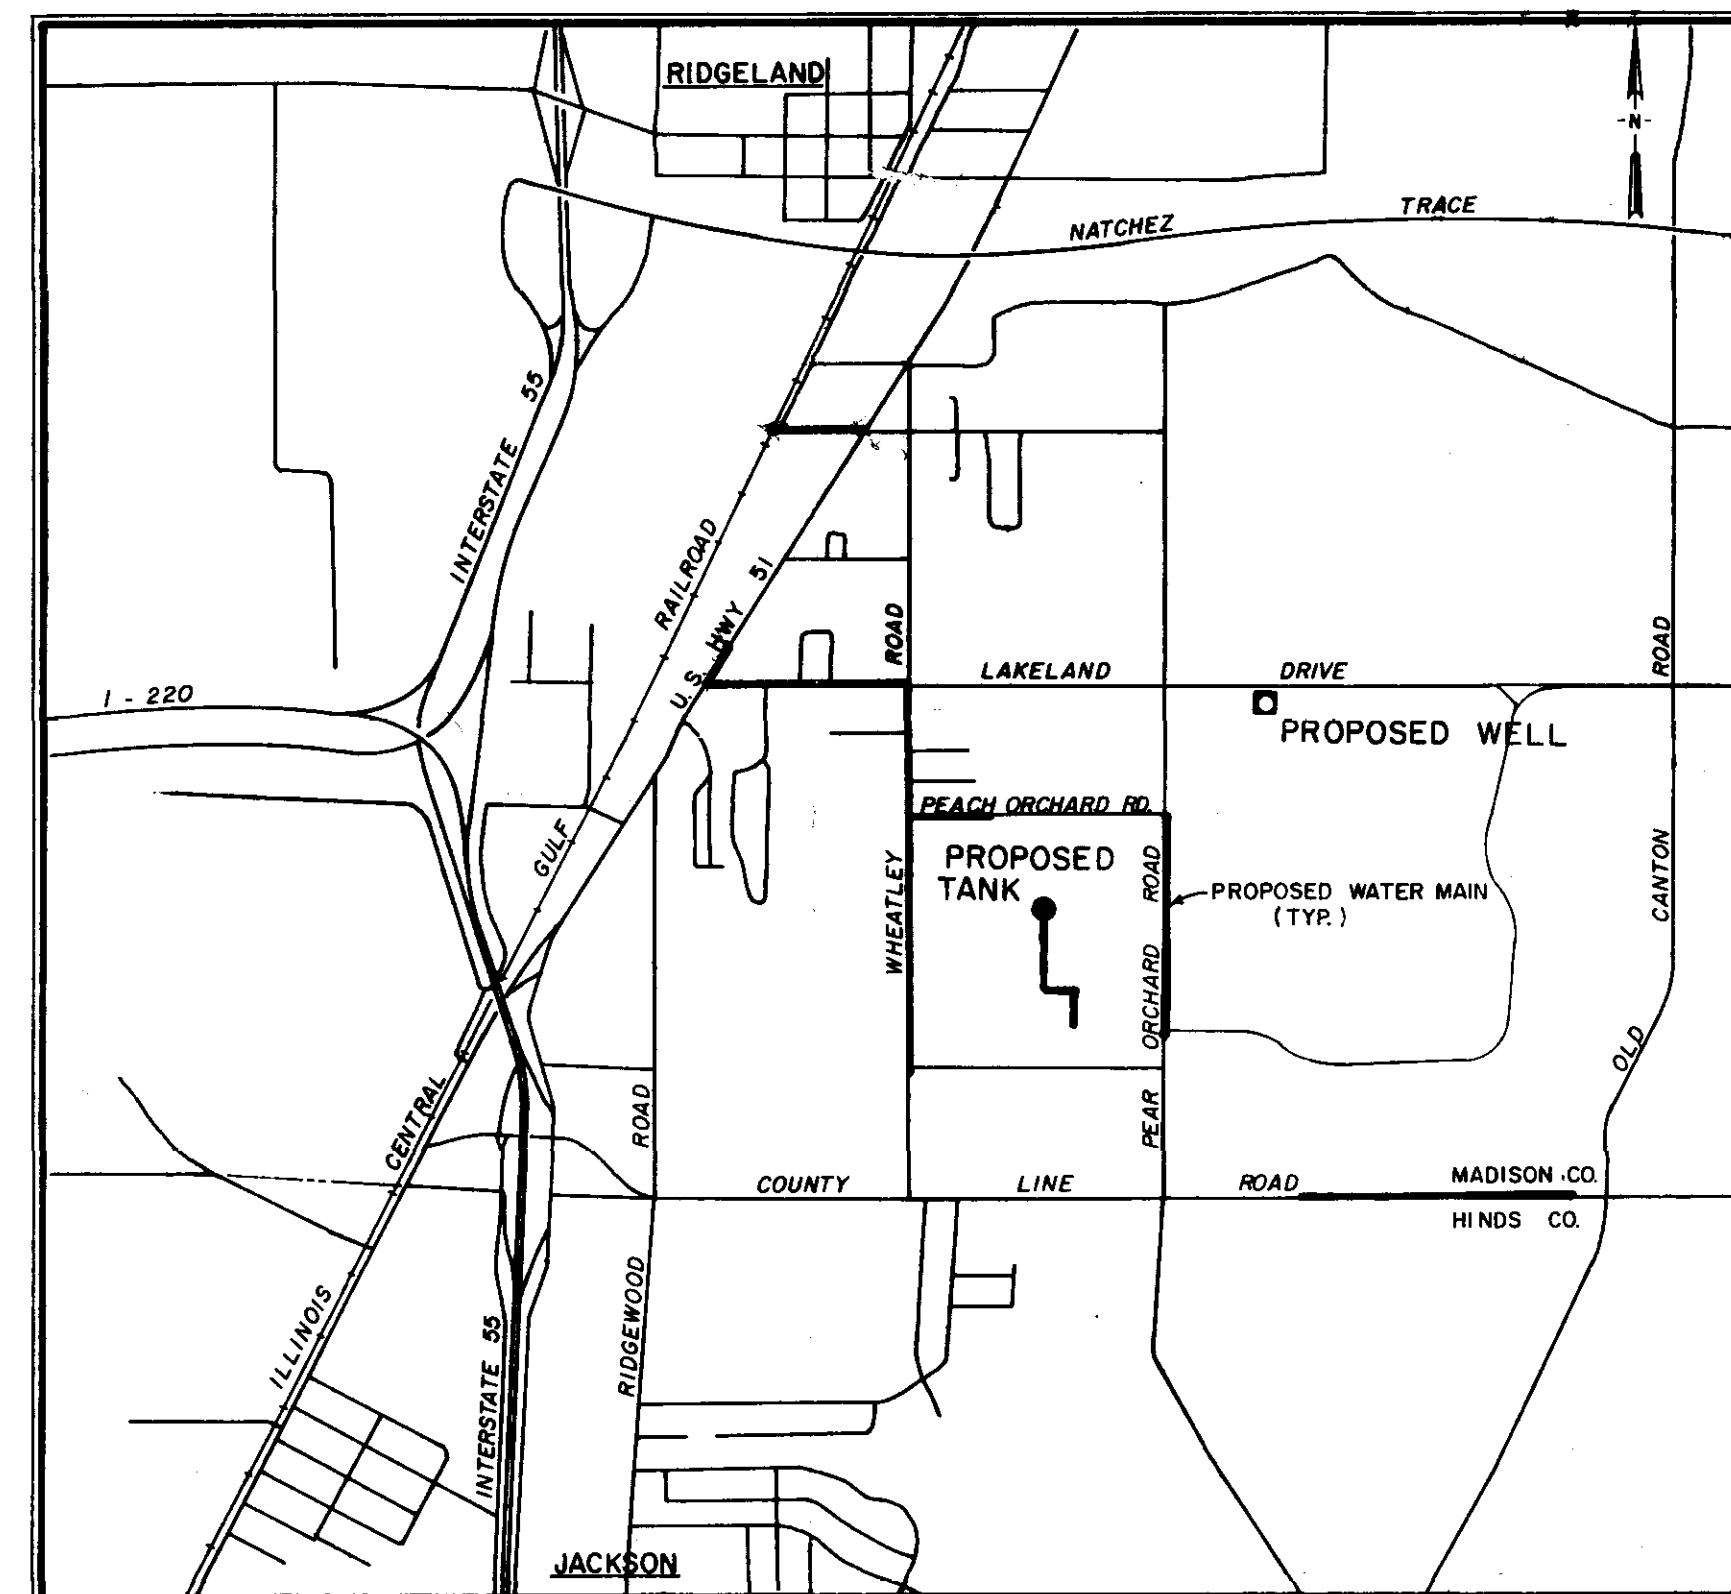 RIDGELAND
-N-
NATCHEZ TRACE
INTERSTATE 55
RAILROAD
U.S. HWY 51
ROAD
LAKELAND DRIVE
ROAD
I - 220
PROPOSED WELL
PEACH ORCHARD RD.
GULF
PROPOSED
TANK
WHEATLEY
ORCHARD ROAD
PROPOSED WATER MAIN
(TYP.)
CANTON
OLD
CENTRAL
ROAD
PEAR
COUNTY LINE ROAD
MADISON CO.
HINDS CO.
ILLINOIS
INTERSTATE 55
RIDGEWOOD
JACKSON